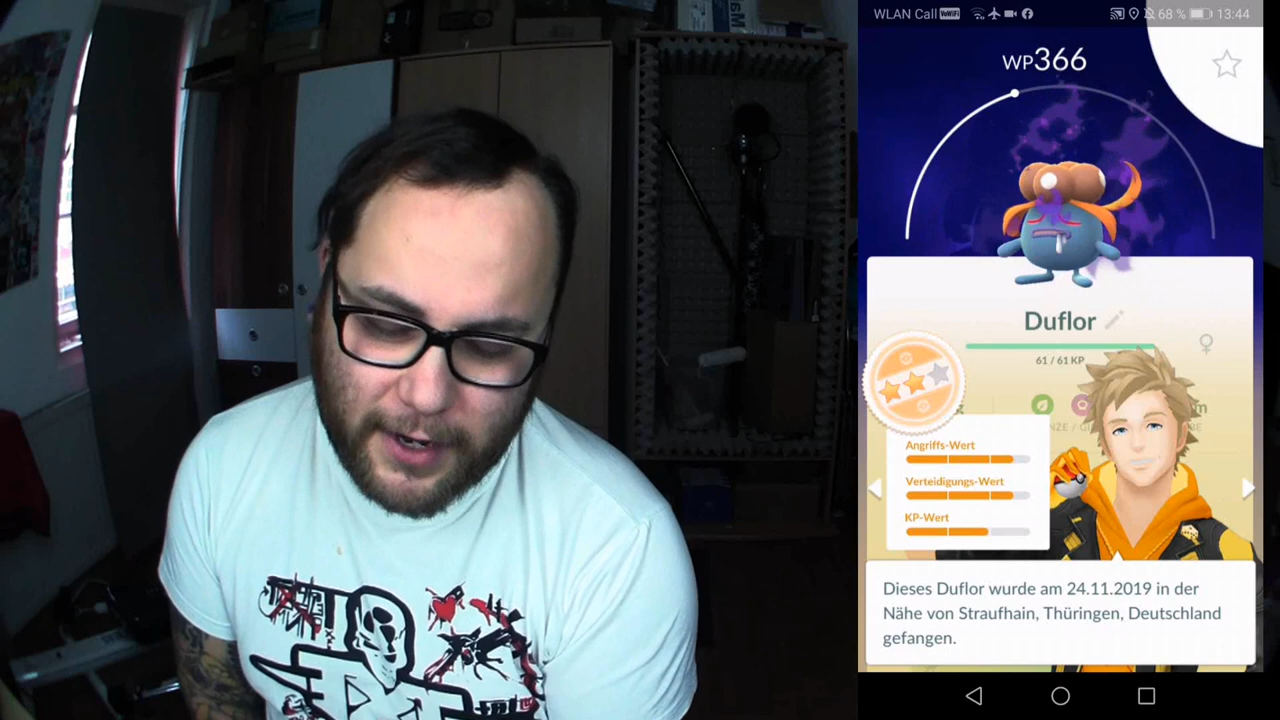 WLAN Call VoWiFi 68 % 13:44
WP366
Duflor
61 / 61 KP
Angriffs-Wert
Verteidigungs-Wert
KP-Wert
Dieses Duflor wurde am 24.11.2019 in der
Nähe von Straufhain, Thüringen, Deutschland
gefangen.